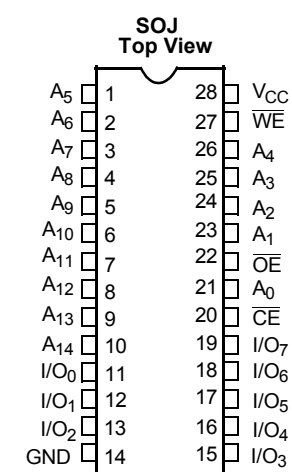 SOJ
Top View
A5 1 28 VCC
A6 2 27 WE
A7 3 26 A4
A8 4 25 A3
A9 5 24 A2
A10 6 23 A1
A11 7 22 OE
A12 8 21 A0
A13 9 20 CE
A14 10 19 I/O7
I/O0 11 18 I/O6
I/O1 12 17 I/O5
I/O2 13 16 I/O4
GND 14 15 I/O3